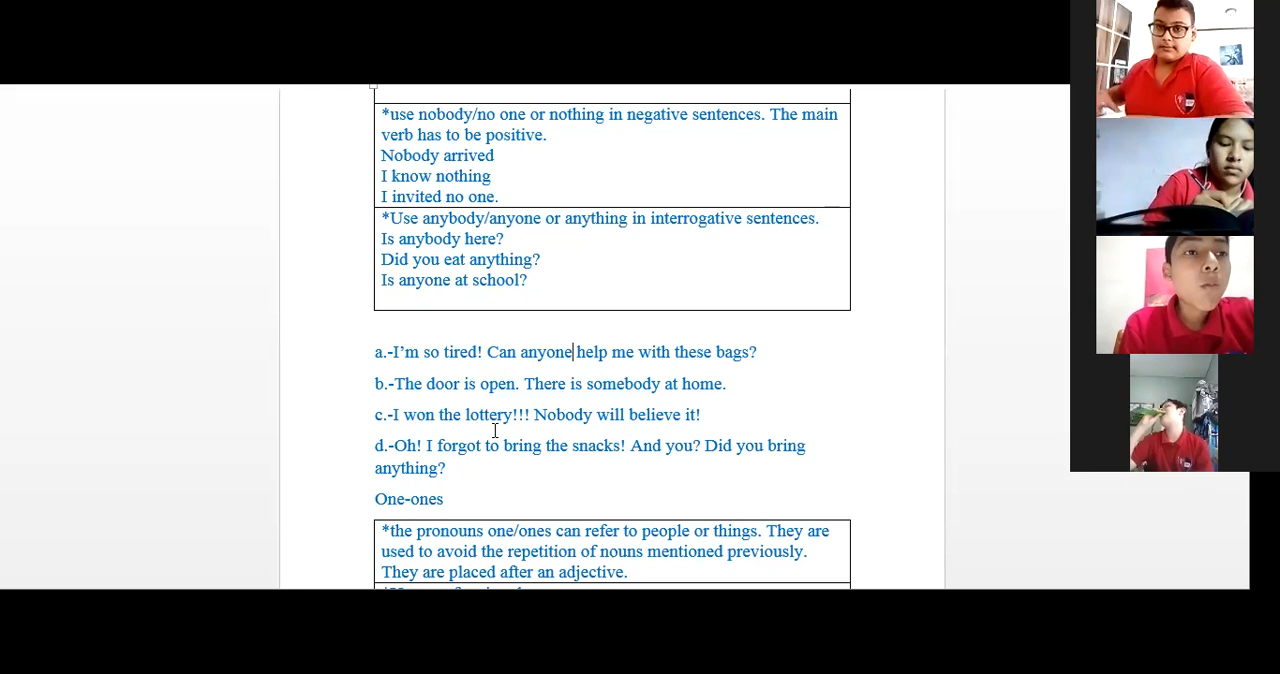 *use nobody/no one or nothing in negative sentences. The main
verb has to be positive.
Nobody arrived
I know nothing
I invited no one.
*Use anybody/anyone or anything in interrogative sentences.
Is anybody here?
Did you eat anything?
Is anyone at school?
a.-I'm so tired! Can anyone help me with these bags?
b.-The door is open. There is somebody at home.
c.-I won the lottery!!! Nobody will believe it!
d.-Oh! I forgot to bring the snacks! And you? Did you bring
anything?
One-ones
*the pronouns one/ones can refer to people or things. They are
used to avoid the repetition of nouns mentioned previously.
They are placed after an adjective.